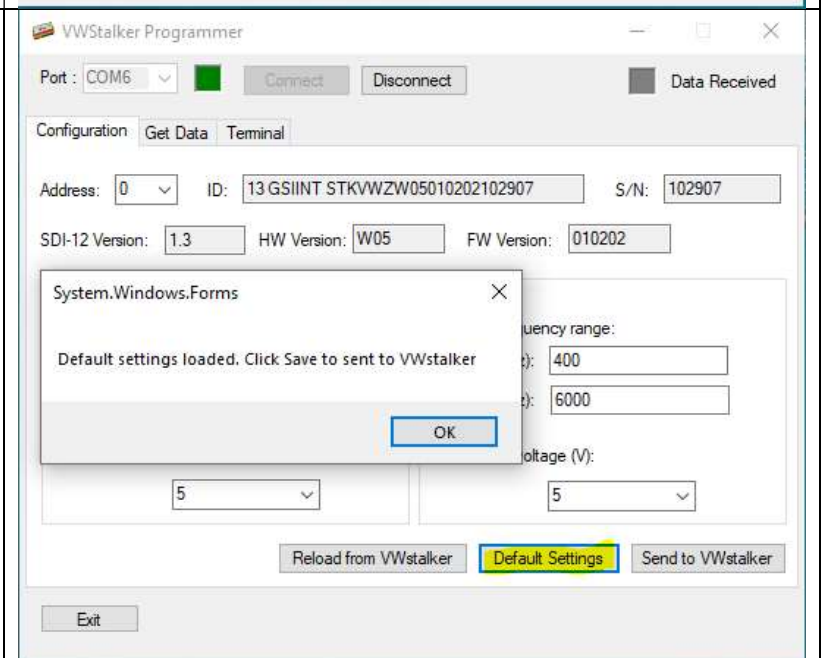 VWStalker Programmer
Port : COM6 Connect Disconnect Data Received
Configuration Get Data Terminal
Address: 0 ID: 13 GSIINT STKVWZW05010202102907 S/N: 102907
SDI-12 Version: 1.3 HW Version: W05 FW Version: 010202
System.Windows.Forms
uency range:
Default settings loaded. Click Save to sent to VWstalker
z): 400
z): 6000
OK
oltage (V):
5 5
Reload from VWstalker Default Settings Send to VWstalker
Exit